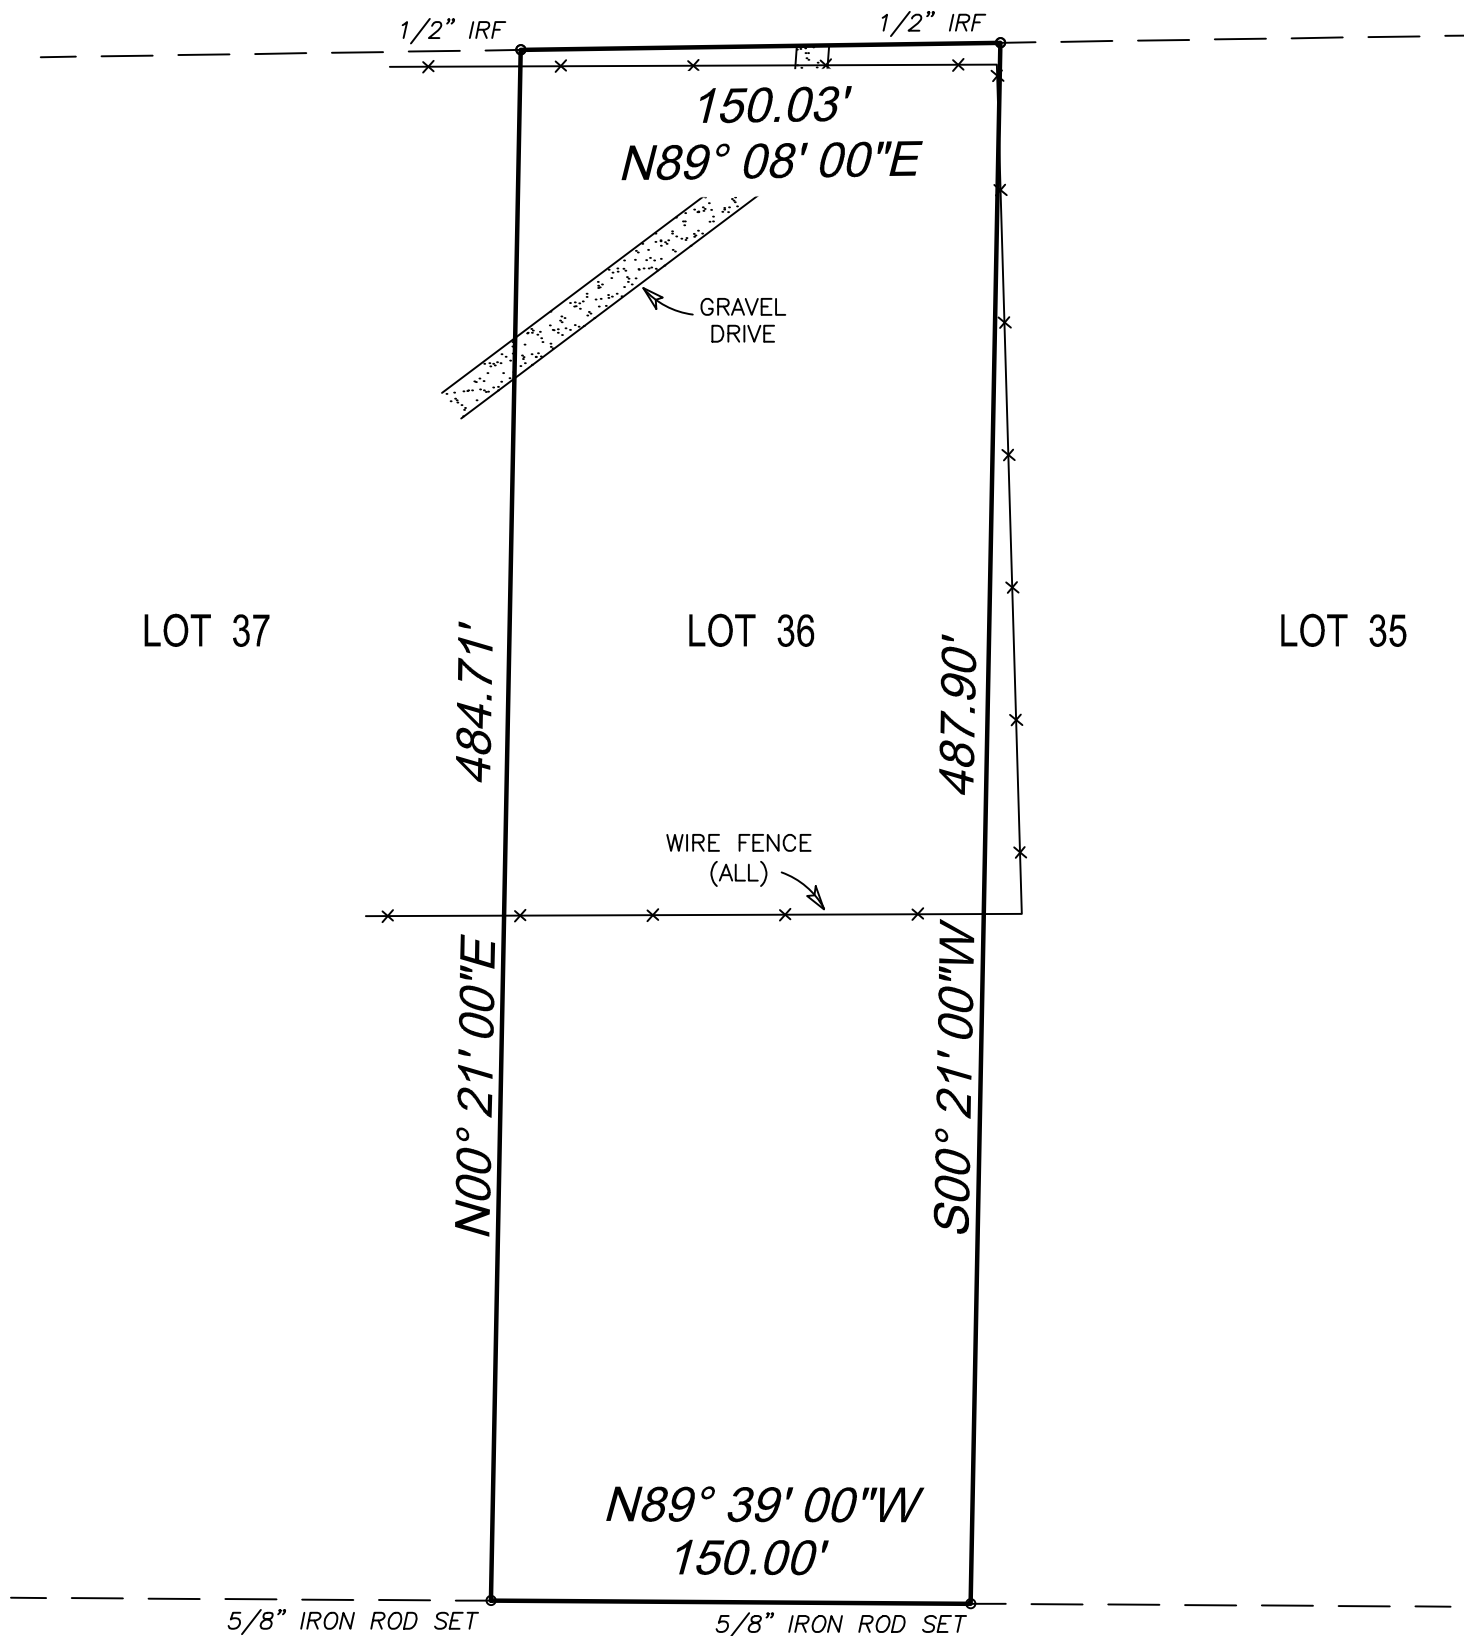 1/2” IRF
1/2” IRF
150.03'
N89° 08' 00"E
GRAVEL
DRIVE
LOT 37
LOT 36
LOT 35
484.71'
487.90'
WIRE FENCE
(ALL)
N00° 21' 00"E
S00° 21' 00"W
N89° 39' 00"W
150.00'
5/8” IRON ROD SET
5/8” IRON ROD SET